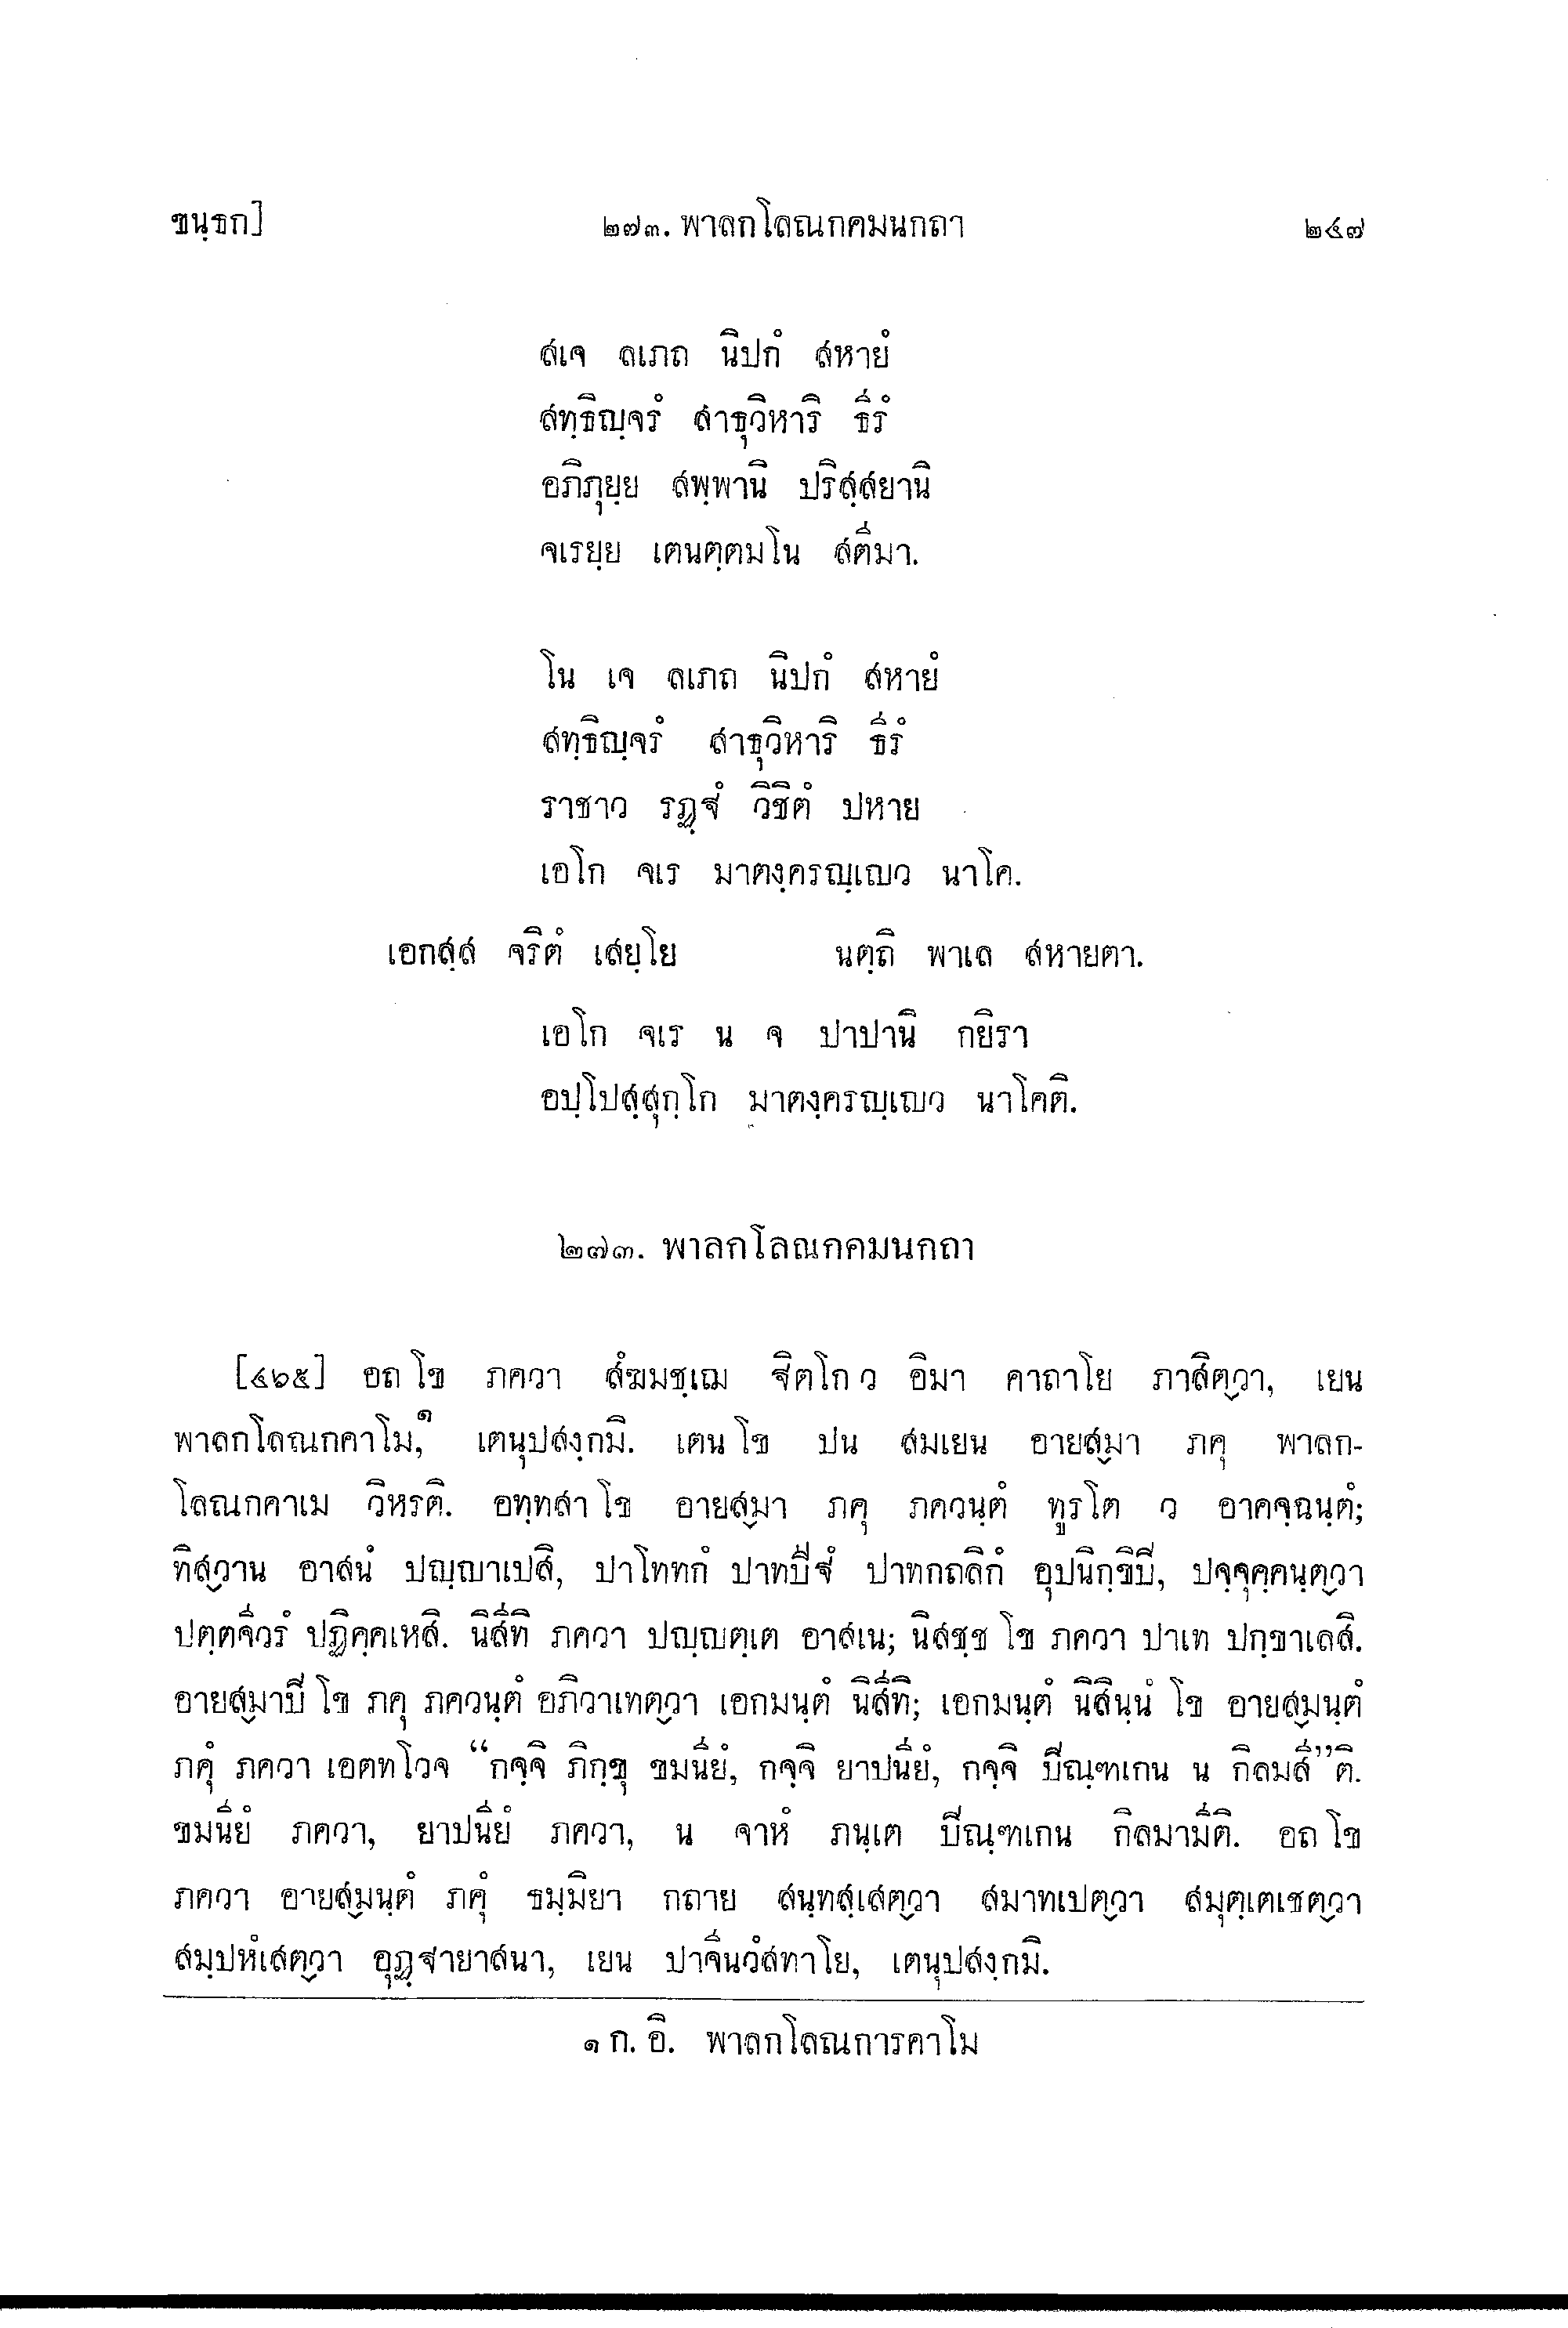 ขนฺธก] ๒๗๓. พาลกโลณกคมนกถา ๒๔๗
สเจ ลเภถ นิปกํ สหายํ
สทฺธิญฺจรํ สาธุวิหาริ ธีรํ
อภิภุยฺย สพฺพานิ ปริสฺสยานิ
จเรยฺย เตนตฺตมโน สตีมา.
โน เจ ลเภถ นิปกํ สหายํ
สทฺธิญฺจรํ สาธุวิหาริ ธีรํ
ราชาว รฏฺฐํ วิชิตํ ปหาย
เอโก จเร มาตงฺครญฺเญว นาโค.
เอกสฺส จริตํ เสยฺโย นตฺถิ พาเล สหายตา.
เอโก จเร น จ ปาปานิ กยิรา
อปฺโปสฺสุกฺโก มาตงฺครญฺเญว นาโคติ.
๒๗๓. พาลกโลณกคมนกถา
[๔๖๕] อถ โข ภควา สํฆมชฺเฌ ฐิตโก ว อิมา คาถาโย ภาสิตฺวา, เยน
พาลกโลณกคาโม,๑ เตนุปสงฺกมิ. เตน โข ปน สมเยน อายสฺมา ภคุ พาลก-
โลณกคาเม วิหรติ. อทฺทสา โข อายสฺมา ภคุ ภควนฺตํ ทูรโต ว อาคจฺฉนฺตํ;
ทิสฺวาน อาสนํ ปญฺญาเปสิ, ปาโททกํ ปาทปีฐํ ปาทกถลิกํ อุปนิกฺขิปิ, ปจฺจุคฺคนฺตฺวา
ปตฺตจีวรํ ปฏิคฺคเหสิ. นิสีทิ ภควา ปญฺญตฺเต อาสเน; นิสชฺช โข ภควา ปาเท ปกฺขาเลสิ.
อายสฺมาปิ โข ภคุ ภควนฺตํ อภิวาเทตฺวา เอกมนฺตํ นิสีทิ; เอกมนฺตํ นิสินฺนํ โข อายสฺมนฺตํ
ภคุํ ภควา เอตทโวจ “กจฺจิ ภิกฺขุ ขมนียํ, กจฺจิ ยาปนียํ, กจฺจิ ปิณฺฑเกน น กิลมสี”ติ.
ขมนียํ ภควา, ยาปนียํ ภควา, น จาหํ ภนฺเต ปิณฺฑเกน กิลมามีติ. อถ โข
ภควา อายสฺมนฺตํ ภคุํ ธมฺมิยา กถาย สนฺทสฺเสตฺวา สมาทเปตฺวา สมุตฺเตเชตฺวา
สมฺปหํเสตฺวา อุฏฺฐายาสนา, เยน ปาจีนวํสทาโย, เตนุปสงฺกมิ.
๑ ก. อิ. พาลกโลณการคาโม